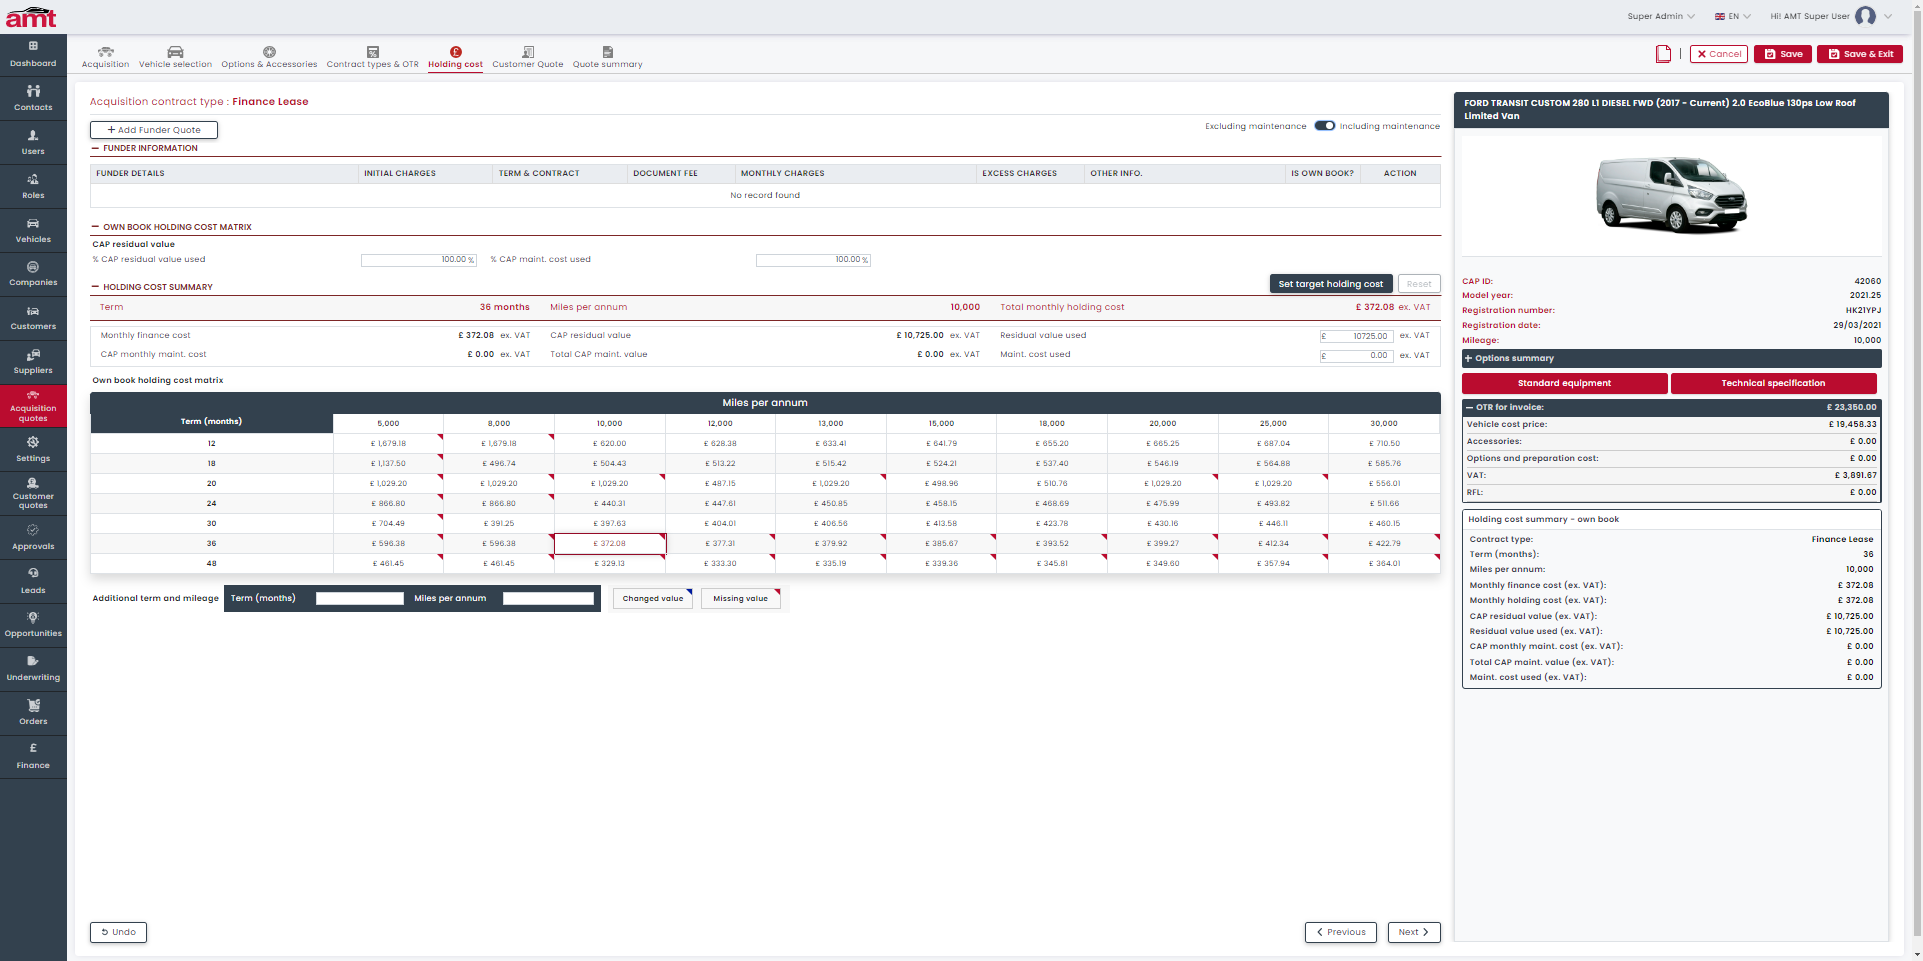 amt
Super Admin
EN
Hi! AMT Super User
Dashboard
Contacts
Users
Roles
Vehicles
Companies
Customers
Suppliers
Acquisition quotes
Settings
Customer quotes
Approvals
Leads
Opportunities
Underwriting
Orders
£
Finance
Acquisition
Vehicle selection
Options & Accessories
Contract types & OTR
Holding cost
Customer Quote
Quote summary
Cancel
Save
Save & Exit
Acquisition contract type : Finance Lease
+ Add Funder Quote
Excluding maintenance
Including maintenance
FUNDER INFORMATION
FUNDER DETAILS INITIAL CHARGES TERM & CONTRACT DOCUMENT FEE MONTHLY CHARGES EXCESS CHARGES OTHER INFO. IS OWN BOOK? ACTION
No record found
OWN BOOK HOLDING COST MATRIX
CAP residual value
% CAP residual value used 100.00 % % CAP maint. cost used 100.00 %
HOLDING COST SUMMARY
Set target holding cost
Reset
Term 36 months Miles per annum 10,000 Total monthly holding cost £ 372.08 ex. VAT
Monthly finance cost £ 372.08 ex. VAT CAP residual value £ 10,725.00 ex. VAT Residual value used £ 10725.00 ex. VAT
CAP monthly maint. cost £ 0.00 ex. VAT Total CAP maint. value £ 0.00 ex. VAT Maint. cost used £ 0.00 ex. VAT
Own book holding cost matrix
Miles per annum
Term (months) 5,000 8,000 10,000 12,000 13,000 15,000 18,000 20,000 25,000 30,000
12 £ 1,679.18 £ 1,679.18 £ 620.00 £ 628.38 £ 633.41 £ 641.79 £ 655.20 £ 665.25 £ 687.04 £ 710.50
18 £ 1,137.50 £ 496.74 £ 504.43 £ 513.22 £ 515.42 £ 524.21 £ 537.40 £ 546.19 £ 564.88 £ 585.76
20 £ 1,029.20 £ 1,029.20 £ 1,029.20 £ 487.15 £ 1,029.20 £ 498.96 £ 510.76 £ 1,029.20 £ 1,029.20 £ 556.01
24 £ 866.80 £ 866.80 £ 440.31 £ 447.61 £ 450.85 £ 458.15 £ 468.69 £ 475.99 £ 493.82 £ 511.66
30 £ 704.49 £ 391.25 £ 397.63 £ 404.01 £ 406.56 £ 413.58 £ 423.78 £ 430.16 £ 446.11 £ 460.15
36 £ 596.38 £ 596.38 £ 372.08 £ 377.31 £ 379.92 £ 385.67 £ 393.52 £ 399.27 £ 412.34 £ 422.79
48 £ 461.45 £ 461.45 £ 329.13 £ 333.30 £ 335.19 £ 339.36 £ 345.81 £ 349.60 £ 357.94 £ 364.01
Additional term and mileage Term (months) Miles per annum Changed value Missing value
Undo
Previous
Next
FORD TRANSIT CUSTOM 280 L1 DIESEL FWD (2017 - Current) 2.0 EcoBlue 130ps Low Roof
Limited Van
CAP ID: 42060
Model year: 2021.25
Registration number: HK21YPJ
Registration date: 29/03/2021
Mileage: 10,000
+ Options summary
Standard equipment
Technical specification
OTR for invoice: £ 23,350.00
Vehicle cost price: £ 19,458.33
Accessories: £ 0.00
Options and preparation cost: £ 0.00
VAT: £ 3,891.67
RFL: £ 0.00
Holding cost summary - own book
Contract type: Finance Lease
Term (months): 36
Miles per annum: 10,000
Monthly finance cost (ex. VAT): £ 372.08
Monthly holding cost (ex. VAT): £ 372.08
CAP residual value (ex. VAT): £ 10,725.00
Residual value used (ex. VAT): £ 10,725.00
CAP monthly maint. cost (ex. VAT): £ 0.00
Total CAP maint. value (ex. VAT): £ 0.00
Maint. cost used (ex. VAT): £ 0.00